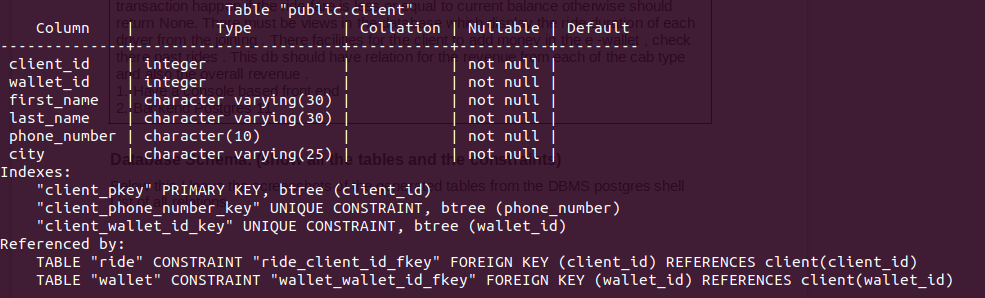 Table "public.client"
Column | Type | Collation | Nullable | Default
--------------+-----------------------+-----------+----------+---------
client_id | integer | | not null |
wallet_id | integer | | not null |
first_name | character varying(30) | | not null |
last_name | character varying(30) | | not null |
phone_number | character(10) | | not null |
city | character varying(25) | | not null |
Indexes:
"client_pkey" PRIMARY KEY, btree (client_id)
"client_phone_number_key" UNIQUE CONSTRAINT, btree (phone_number)
"client_wallet_id_key" UNIQUE CONSTRAINT, btree (wallet_id)
Referenced by:
TABLE "ride" CONSTRAINT "ride_client_id_fkey" FOREIGN KEY (client_id) REFERENCES client(client_id)
TABLE "wallet" CONSTRAINT "wallet_wallet_id_fkey" FOREIGN KEY (wallet_id) REFERENCES client(wallet_id)